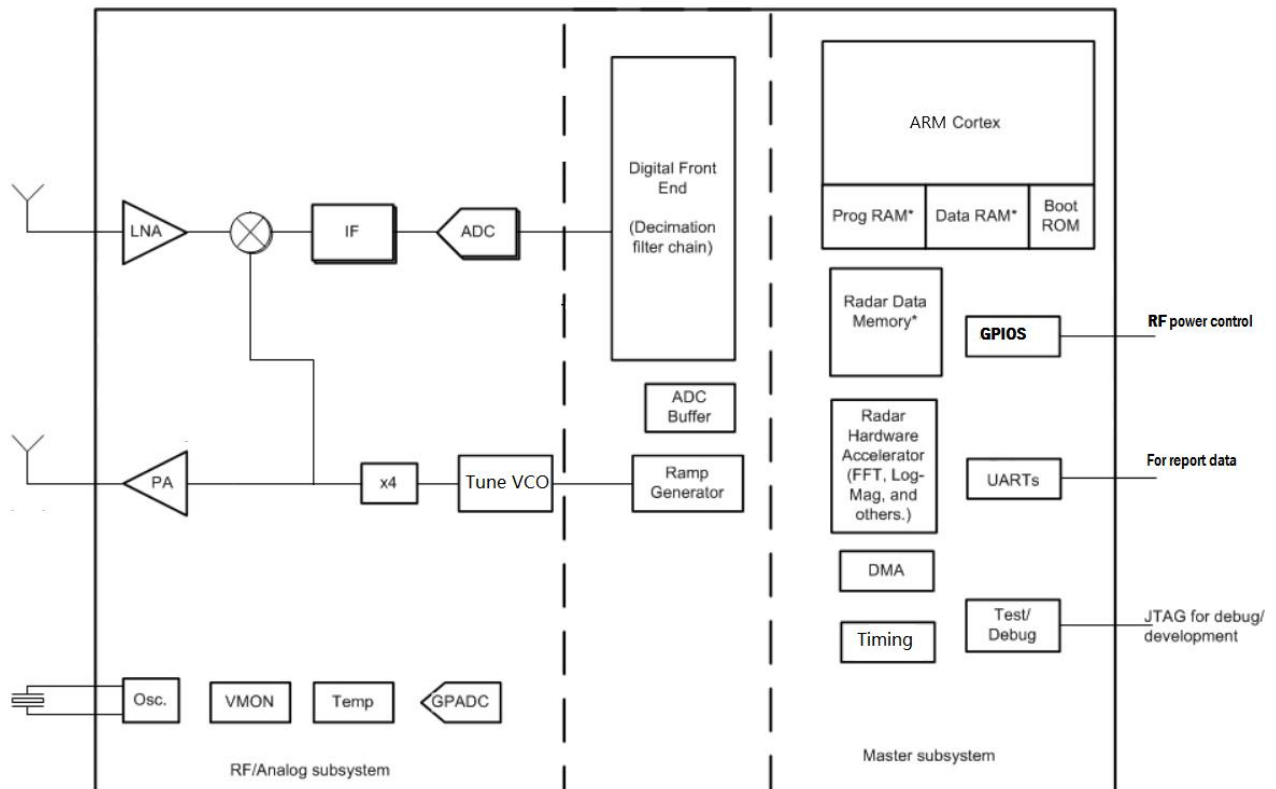 ARM Cortex
Prog RAM*
Data RAM*
Boot
ROM
Digital Front
End
(Decimation
filter chain)
LNA
IF
ADC
Radar Data
Memory*
GPIOS
RF power control
ADC
Buffer
Radar
Hardware
Accelerator
(FFT, Log-
Mag, and
others.)
PA
x4
Tune VCO
Ramp
Generator
UARTs
For report data
DMA
Timing
Test/
Debug
JTAG for debug/
development
Osc.
VMON
Temp
GPADC
RF/Analog subsystem
Master subsystem